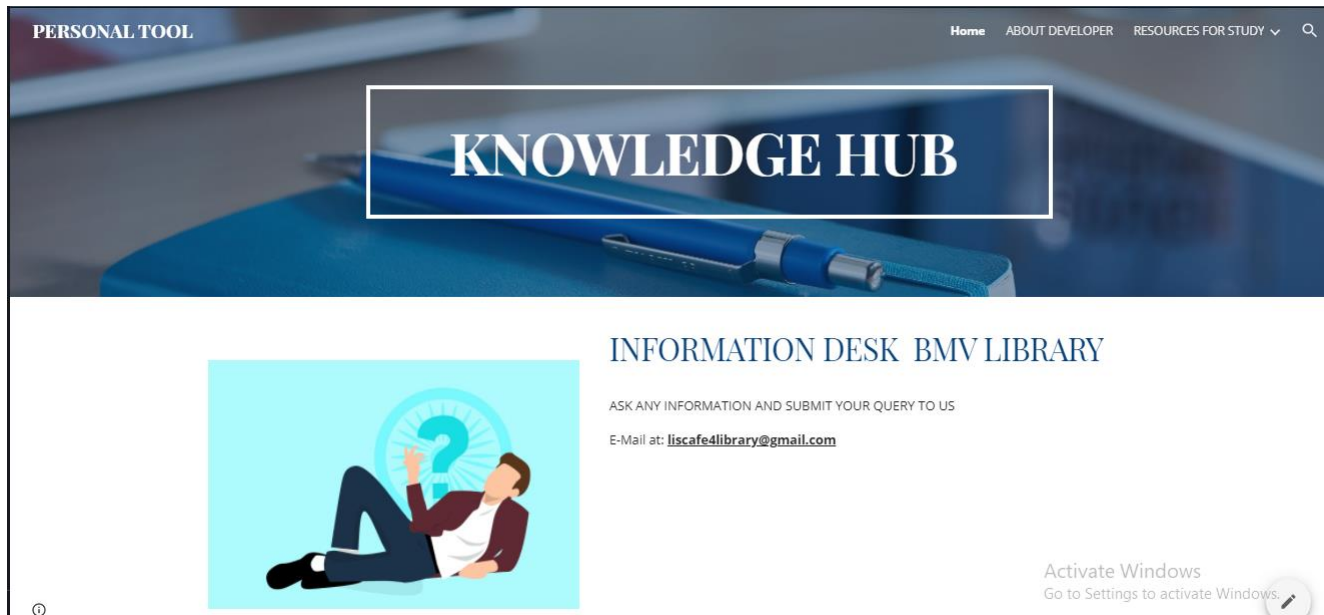 PERSONAL TOOL
Home ABOUT DEVELOPER RESOURCES FOR STUDY
KNOWLEDGE HUB
INFORMATION DESK BMV LIBRARY
ASK ANY INFORMATION AND SUBMIT YOUR QUERY TO US
E-Mail at: liscafe4library@gmail.com
?
Activate Windows
Go to Settings to activate Windows.